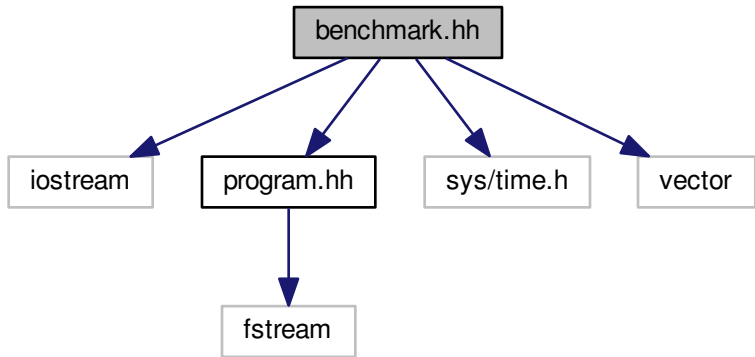 benchmark.hh
iostream
program.hh
sys/time.h
vector
fstream